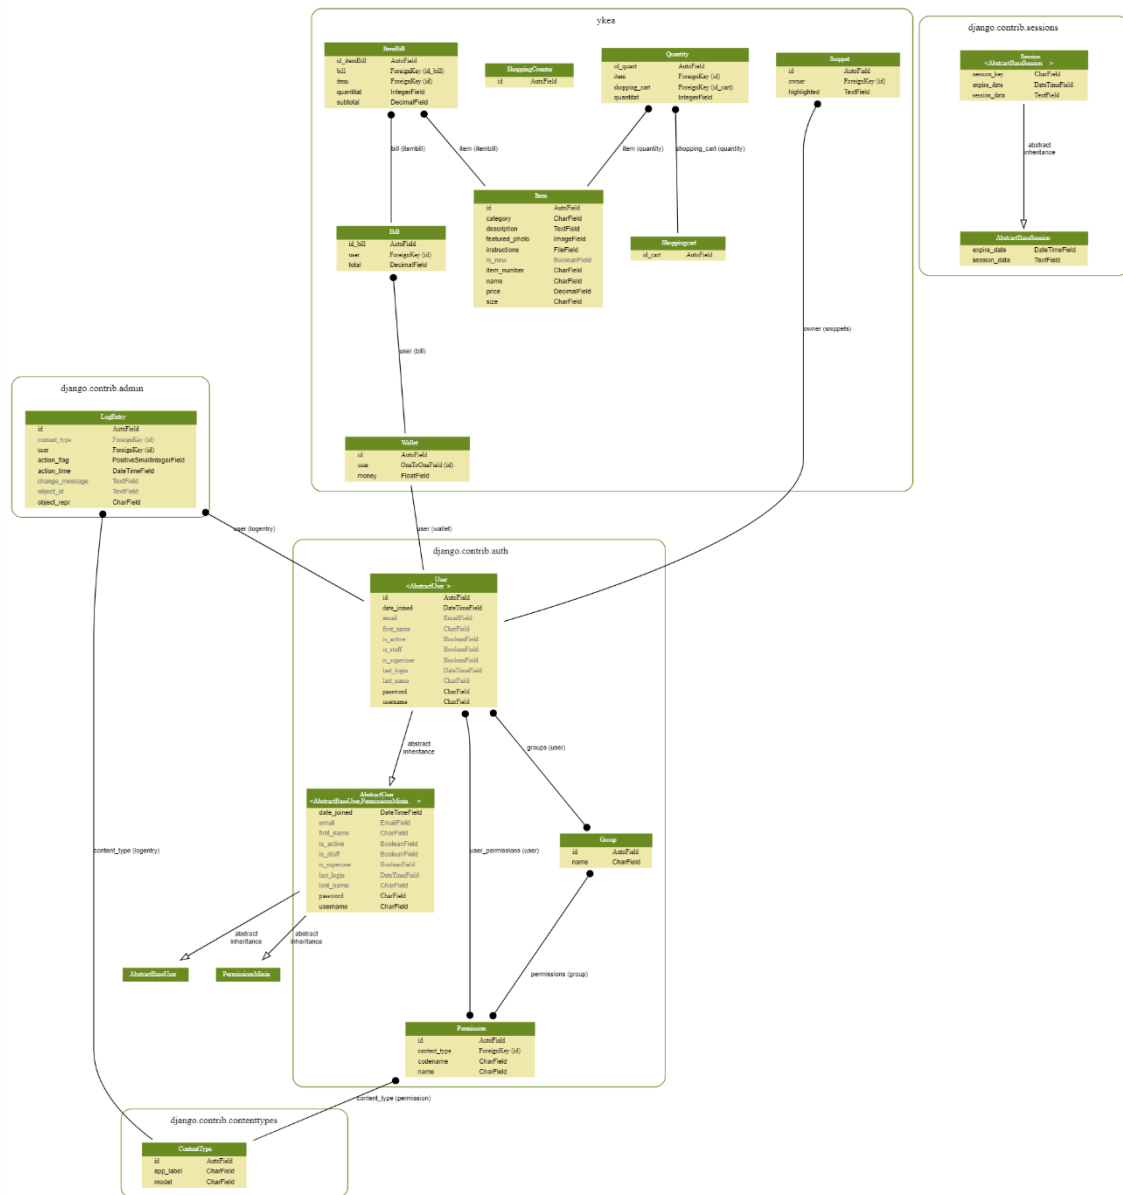 ykea
ItemBill
id_itemBill AutoField
bill ForeignKey (id_bill)
item ForeignKey (id)
quantitat IntegerField
subtotal DecimalField
ShoppingCounter
id AutoField
Quantity
id_quant AutoField
item ForeignKey (id)
shopping_cart ForeignKey (id_cart)
quantitat IntegerField
Snippet
id AutoField
owner ForeignKey (id)
highlighted TextField
bill (itembill)
item (itembill)
item (quantity)
shopping_cart (quantity)
Item
id AutoField
category CharField
description TextField
featured_photo ImageField
instructions FileField
is_new BooleanField
item_number CharField
name CharField
price DecimalField
size CharField
Bill
id_bill AutoField
user ForeignKey (id)
total DecimalField
Shoppingcart
id_cart AutoField
user (bill)
owner (snippets)
Wallet
id AutoField
user OneToOneField (id)
money FloatField
django.contrib.sessions
Session
<AbstractBaseSession >
session_key CharField
expire_date DateTimeField
session_data TextField
abstract
inheritance
AbstractBaseSession
expire_date DateTimeField
session_data TextField
django.contrib.admin
LogEntry
id AutoField
content_type ForeignKey (id)
user ForeignKey (id)
action_flag PositiveSmallIntegerField
action_time DateTimeField
change_message TextField
object_id TextField
object_repr CharField
user (logentry)
user (wallet)
content_type (logentry)
django.contrib.auth
User
<AbstractUser >
id AutoField
date_joined DateTimeField
email EmailField
first_name CharField
is_active BooleanField
is_staff BooleanField
is_superuser BooleanField
last_login DateTimeField
last_name CharField
password CharField
username CharField
abstract
inheritance
groups (user)
user_permissions (user)
AbstractUser
<AbstractBaseUser,PermissionsMixin >
date_joined DateTimeField
email EmailField
first_name CharField
is_active BooleanField
is_staff BooleanField
is_superuser BooleanField
last_login DateTimeField
last_name CharField
password CharField
username CharField
Group
id AutoField
name CharField
abstract
inheritance
abstract
inheritance
AbstractBaseUser
PermissionsMixin
permissions (group)
Permission
id AutoField
content_type ForeignKey (id)
codename CharField
name CharField
content_type (permission)
django.contrib.contenttypes
ContentType
id AutoField
app_label CharField
model CharField